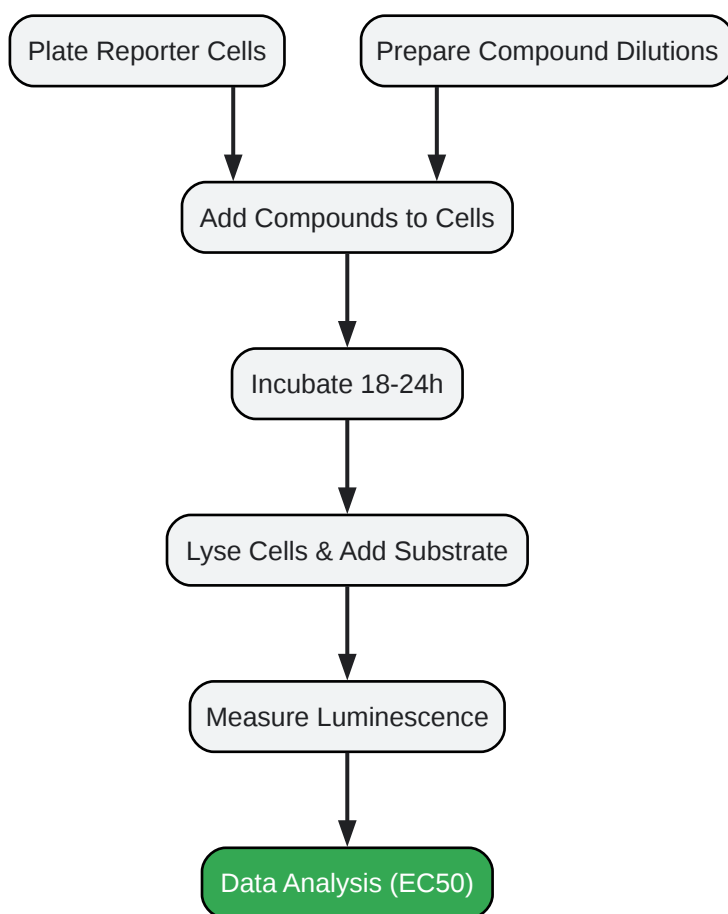 Plate Reporter Cells
Prepare Compound Dilutions
Add Compounds to Cells
Incubate 18-24h
Lyse Cells & Add Substrate
Measure Luminescence
Data Analysis (EC50)